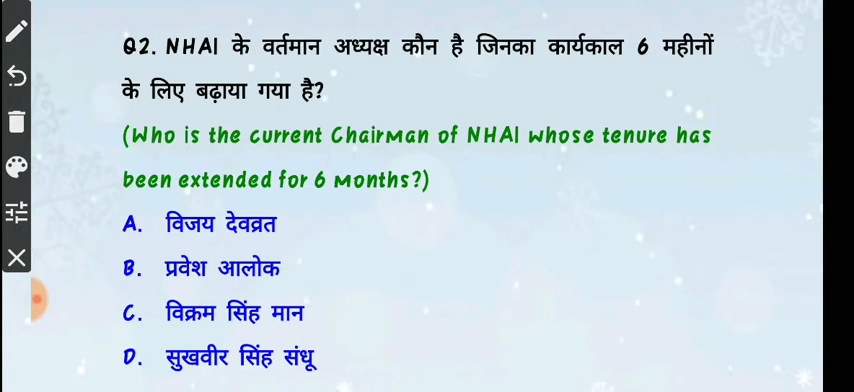 Q2. NHAI के वर्तमान अध्यक्ष कौन है जिनका कार्यकाल 6 महीनों
के लिए बढ़ाया गया है?
(Who is the current Chairman of NHAI whose tenure has
been extended for 6 months?)
A. विजय देवव्रत
B. प्रवेश आलोक
C. विक्रम सिंह मान
D. सुखवीर सिंह संधू